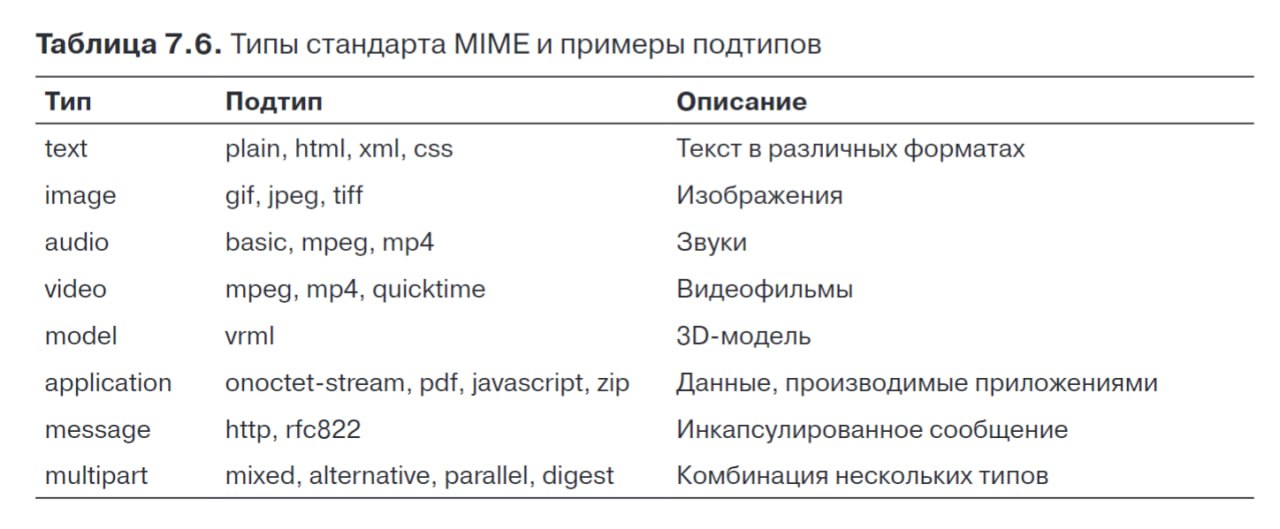 Таблица 7.6. Типы стандарта MIME и примеры подтипов
Тип Подтип Описание
text plain, html, xml, css Текст в различных форматах
image gif, jpeg, tiff Изображения
audio basic, mpeg, mp4 Звуки
video mpeg, mp4, quicktime Видеофильмы
model vrml 3D-модель
application onoctet-stream, pdf, javascript, zip Данные, производимые приложениями
message http, rfc822 Инкапсулированное сообщение
multipart mixed, alternative, parallel, digest Комбинация нескольких типов